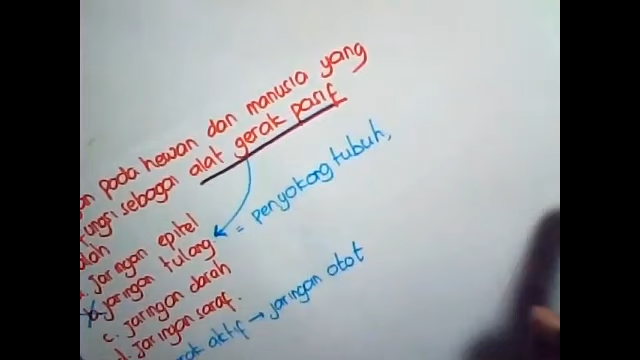 pada hewan dan manusia yang
sebagai alat gerak pasif
jaringan epitel
jaringan tulang = penyokong tubuh,
c. jaringan darah
d. jaringan saraf.
aktif → jaringan otot